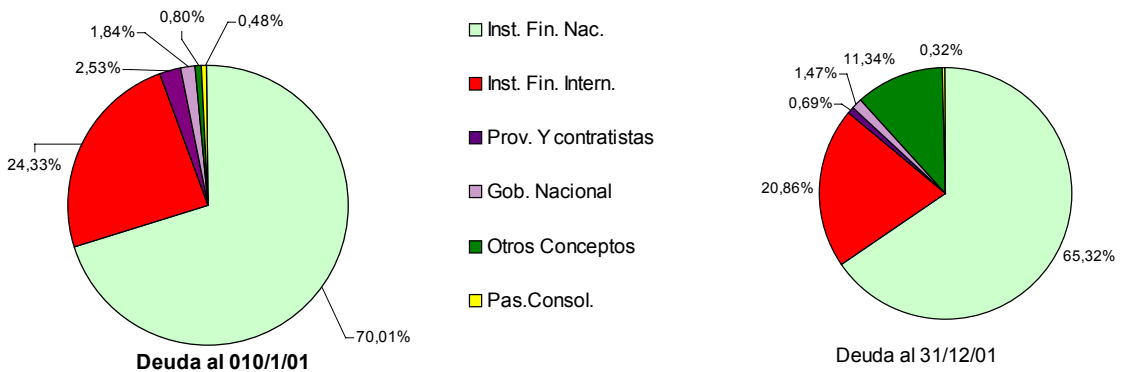 0,80%
0,48%
1,84%
2,53%
24,33%
70,01%
Deuda al 010/1/01
Inst. Fin. Nac.
Inst. Fin. Intern.
Prov. Y contratistas
Gob. Nacional
Otros Conceptos
Pas.Consol.
0,32%
11,34%
1,47%
0,69%
20,86%
65,32%
Deuda al 31/12/01